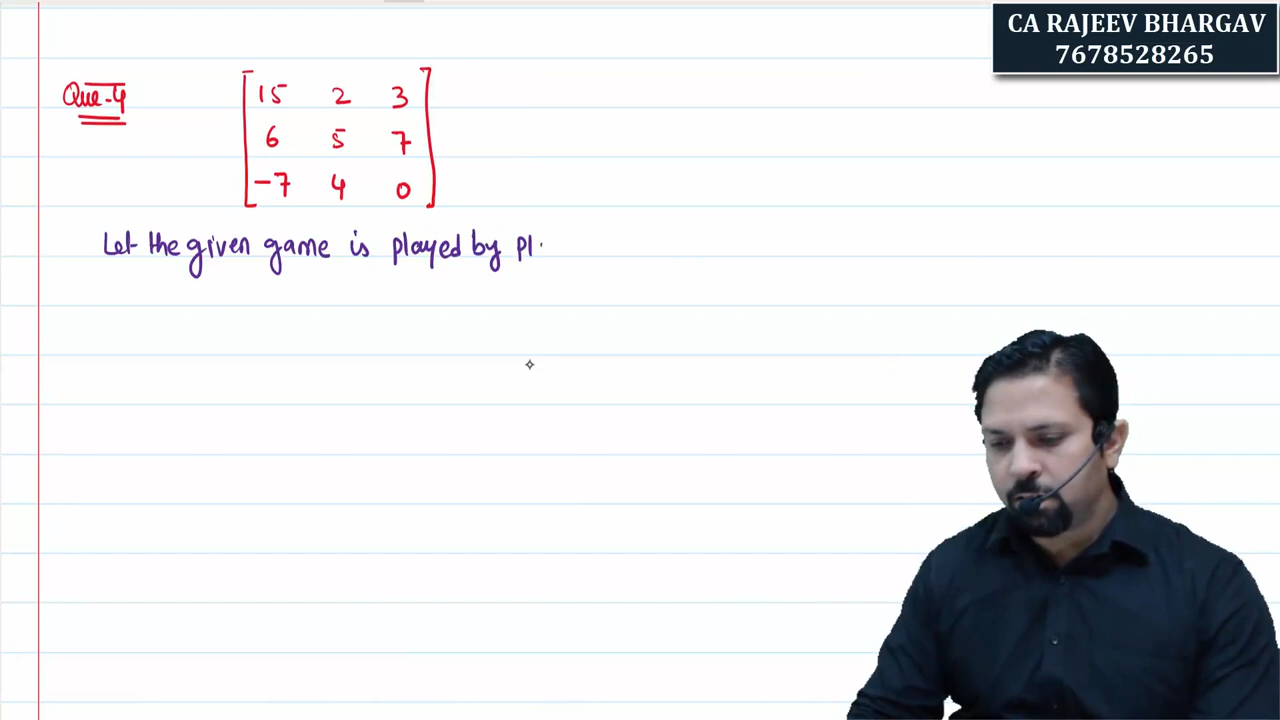 CA RAJEEV BHARGAV
7678528265
Que-4
15 2 3
6 5 7
-7 4 0
Let the given game is played by pl